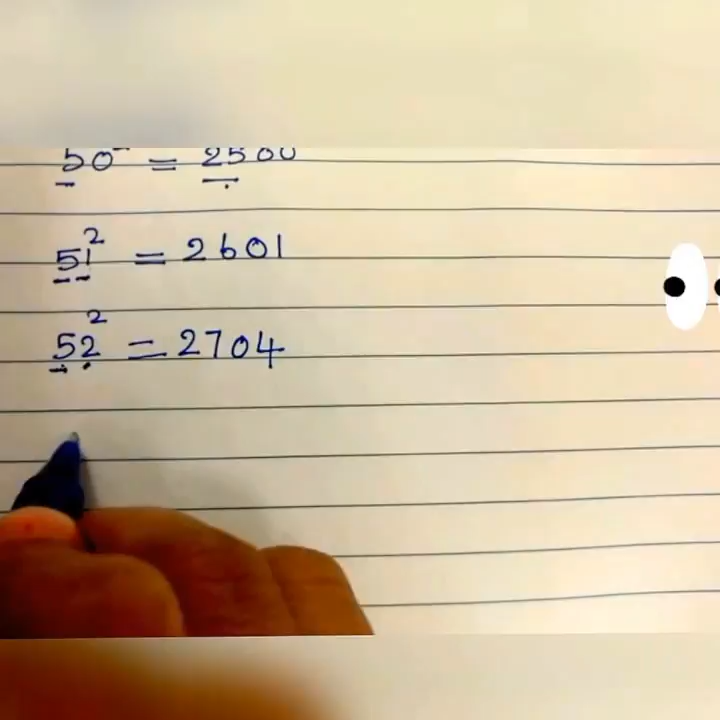 50² = 2500
51² = 2601
52² = 2704